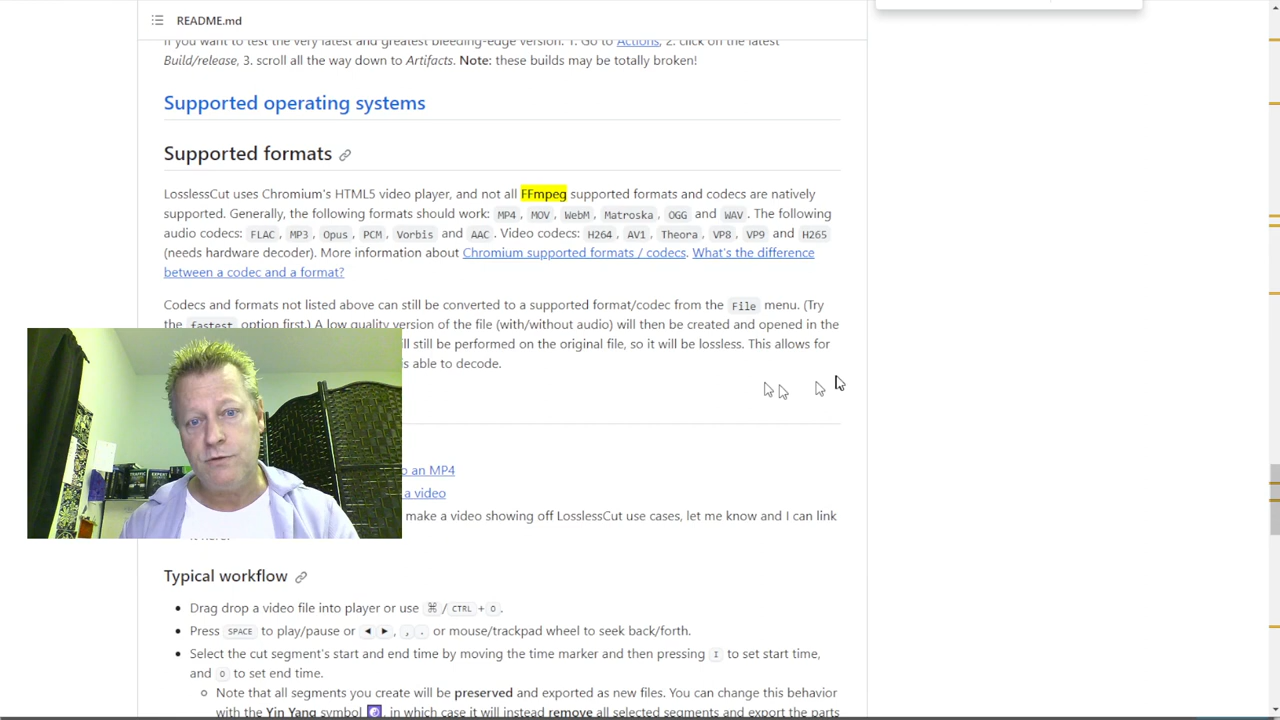 README.md
If you want to test the very latest and greatest bleeding-edge version. 1. Go to Actions, 2. click on the latest
Build/release, 3. scroll all the way down to Artifacts. Note: these builds may be totally broken!
Supported operating systems
Supported formats
LosslessCut uses Chromium's HTML5 video player, and not all FFmpeg supported formats and codecs are natively
supported. Generally, the following formats should work: MP4, MOV, WebM, Matroska, OGG and WAV. The following
audio codecs: FLAC, MP3, Opus, PCM, Vorbis and AAC. Video codecs: H264, AV1, Theora, VP8, VP9 and H265
(needs hardware decoder). More information about Chromium supported formats / codecs. What's the difference
between a codec and a format?
Codecs and formats not listed above can still be converted to a supported format/codec from the File menu. (Try
the fastest option first.) A low quality version of the file (with/without audio) will then be created and opened in the
ll still be performed on the original file, so it will be lossless. This allows for
is able to decode.
o an MP4
a video
make a video showing off LosslessCut use cases, let me know and I can link
Typical workflow
• Drag drop a video file into player or use ⌘ / CTRL + O.
• Press SPACE to play/pause or ◀ ▶, , . or mouse/trackpad wheel to seek back/forth.
• Select the cut segment's start and end time by moving the time marker and then pressing I to set start time,
and O to set end time.
○ Note that all segments you create will be preserved and exported as new files. You can change this behavior
with the Yin Yang symbol , in which case it will instead remove all selected segments and export the parts